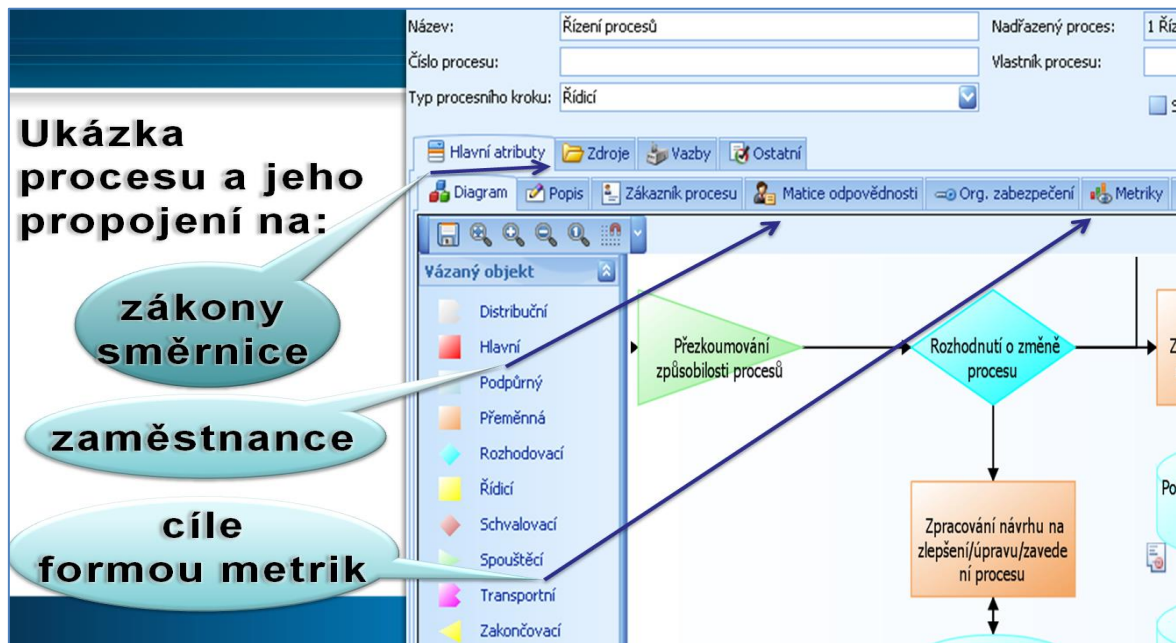 Název:
Řízení procesů
Nadřazený proces:
1 Říz
Číslo procesu:
Vlastník procesu:
Typ procesního kroku:
Řídicí
Ukázka
procesu a jeho
propojení na:
zákony
směrnice
zaměstnance
cíle
formou metrik
Hlavní atributy
Zdroje
Vazby
Ostatní
Diagram
Popis
Zákazník procesu
Matice odpovědnosti
Org. zabezpečení
Metriky
Vázaný objekt
Distribuční
Hlavní
Podpůrný
Přeměnná
Rozhodovací
Řídicí
Schvalovací
Spouštěcí
Transportní
Zakončovací
Přezkoumování
způsobilosti procesů
Rozhodnutí o změně
procesu
Zpracování návrhu na
zlepšení/úpravu/zavede
ní procesu
Po